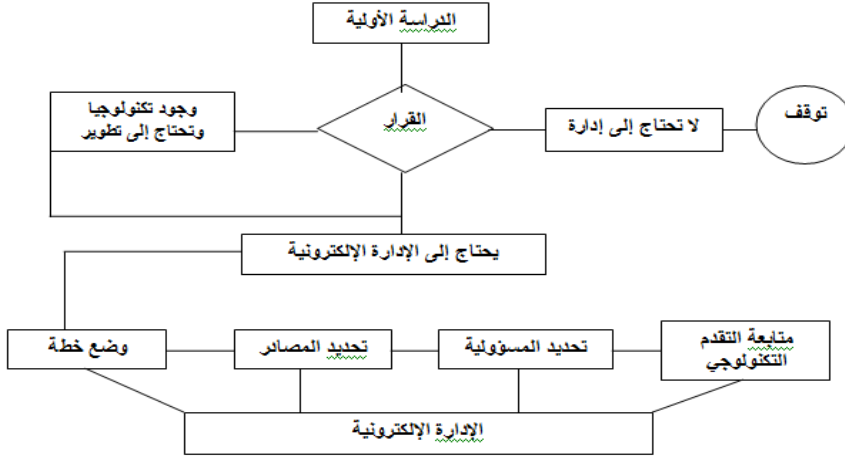 الدراسة الأولية
القرار
وجود تكنولوجيا
وتحتاج إلى تطوير
لا تحتاج إلى إدارة
توقف
يحتاج إلى الإدارة الإلكترونية
وضع خطة
تحديد المصادر
تحديد المسؤولية
متابعة التقدم
التكنولوجي
الإدارة الإلكترونية